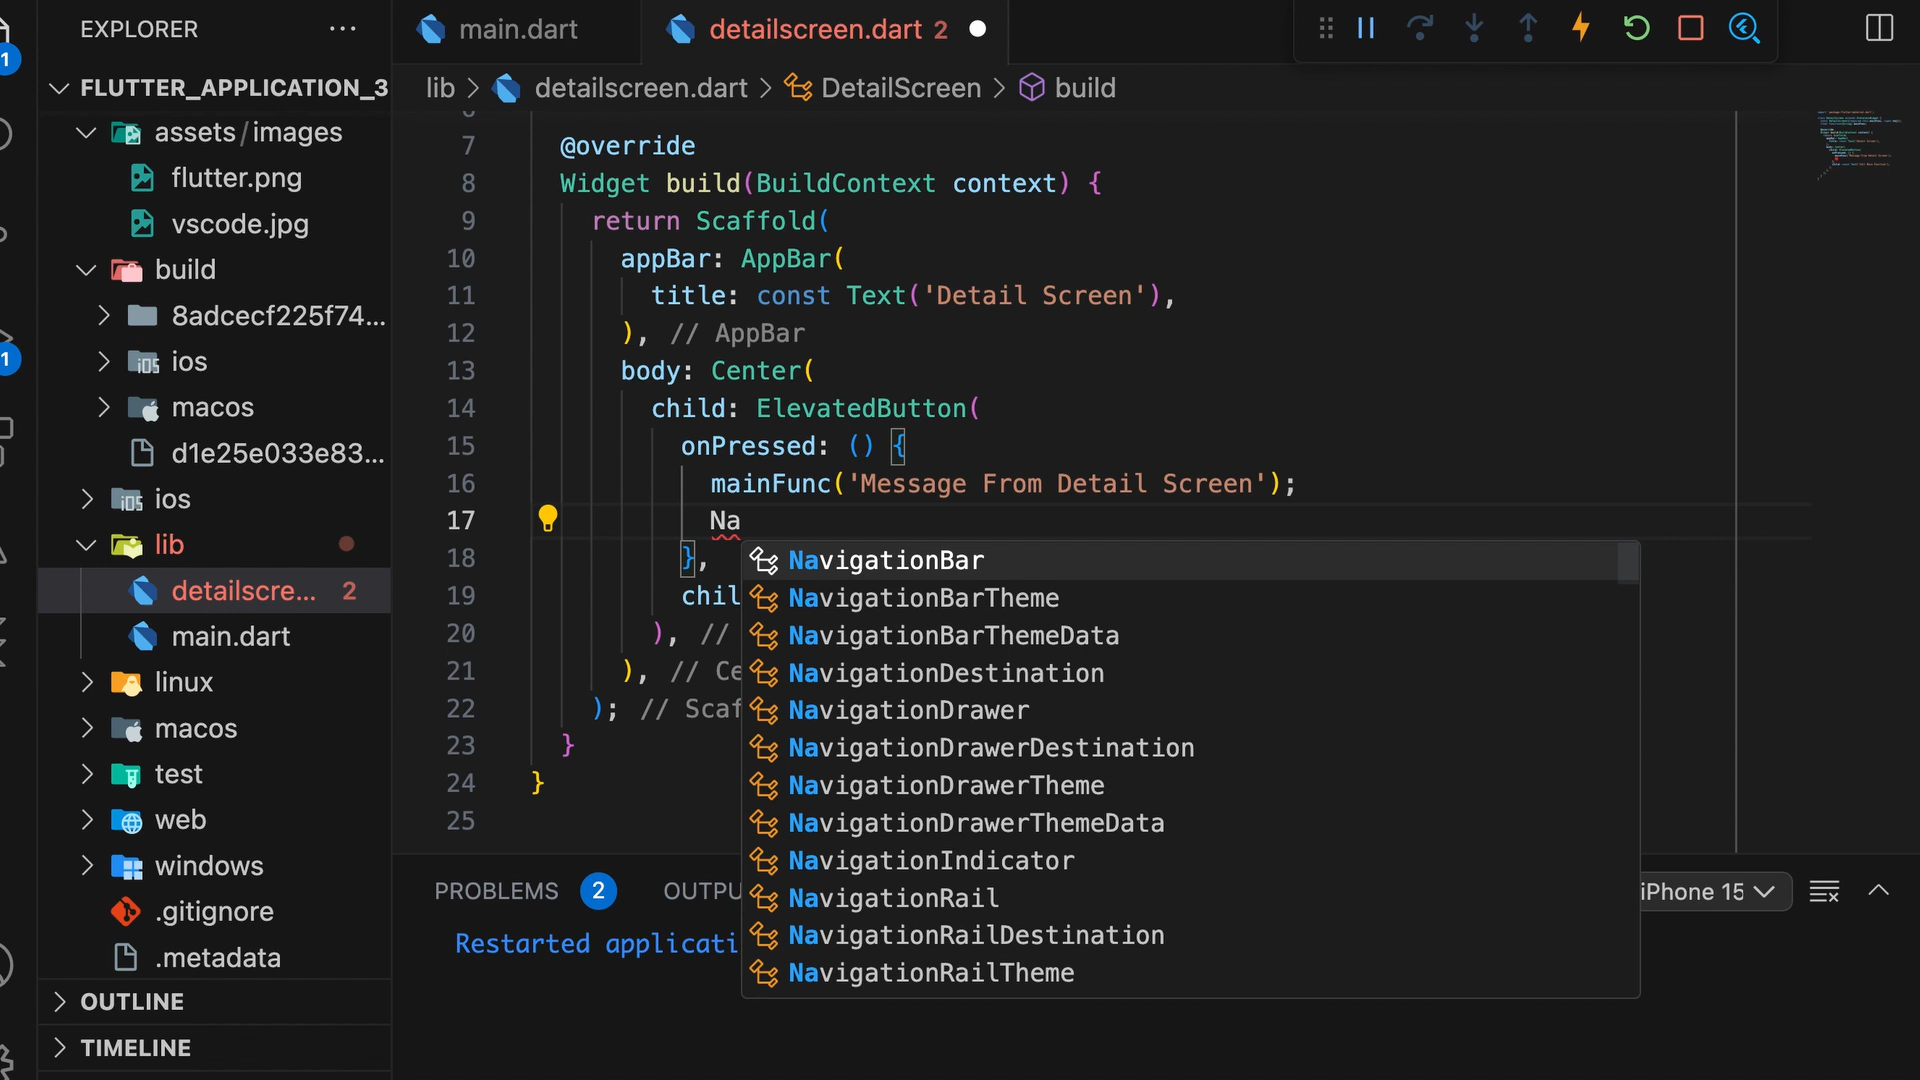 EXPLORER
FLUTTER_APPLICATION_3
assets/images
flutter.png
vscode.jpg
build
8adcecf225f74...
ios
macos
d1e25e033e83...
ios
lib
detailscre... 2
main.dart
linux
macos
test
web
windows
.gitignore
.metadata
OUTLINE
TIMELINE
1
1
main.dart
detailscreen.dart 2
lib > detailscreen.dart > DetailScreen > build
7 @override
8 Widget build(BuildContext context) {
9 return Scaffold(
10 appBar: AppBar(
11 title: const Text('Detail Screen'),
12 ), // AppBar
13 body: Center(
14 child: ElevatedButton(
15 onPressed: () {
16 mainFunc('Message From Detail Screen');
17 Na
18 },
19 chil
20 ), //
21 ), // Ce
22 ); // Scaf
23 }
24 }
25
NavigationBar
NavigationBarTheme
NavigationBarThemeData
NavigationDestination
NavigationDrawer
NavigationDrawerDestination
NavigationDrawerTheme
NavigationDrawerThemeData
NavigationIndicator
NavigationRail
NavigationRailDestination
NavigationRailTheme
PROBLEMS 2 OUTPU
iPhone 15
Restarted applicati